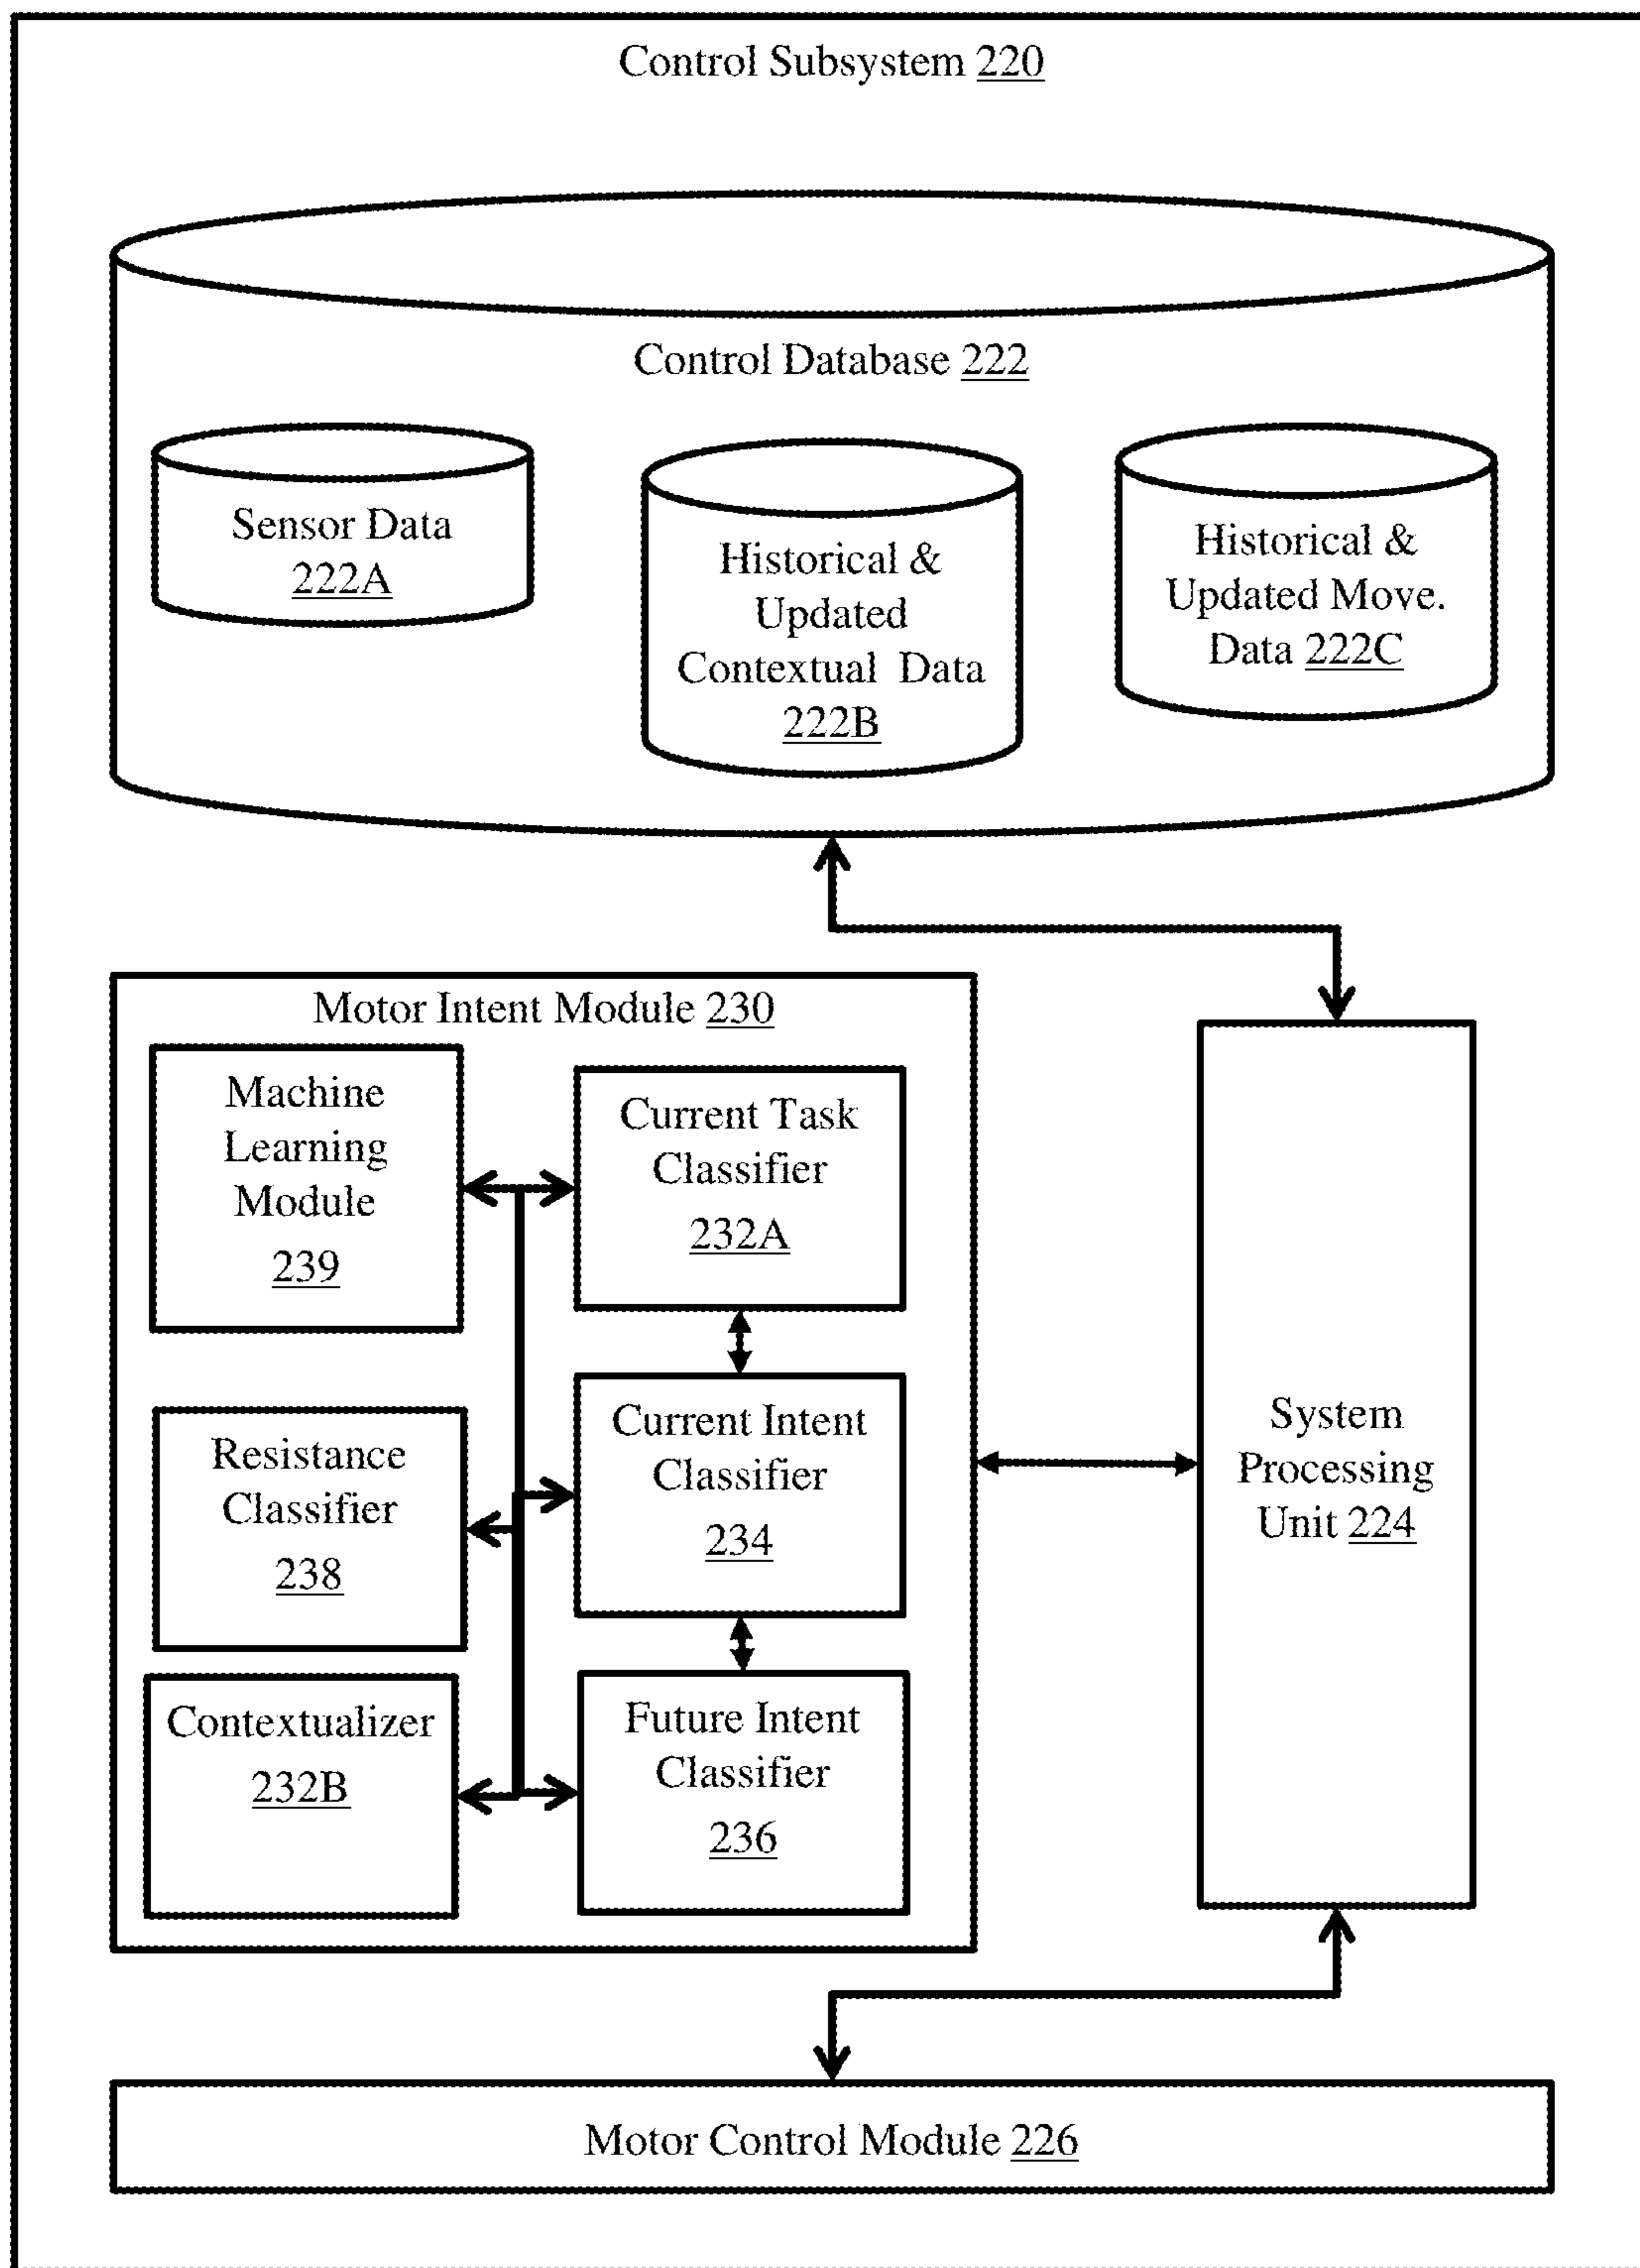 Control Subsystem 220
Control Database 222
Sensor Data
222A
Historical &
Updated
Contextual Data
222B
Historical &
Updated Move.
Data 222C
Motor Intent Module 230
Machine
Learning
Module
239
Current Task
Classifier
232A
Resistance
Classifier
238
Current Intent
Classifier
234
Contextualizer
232B
Future Intent
Classifier
236
System
Processing
Unit 224
Motor Control Module 226